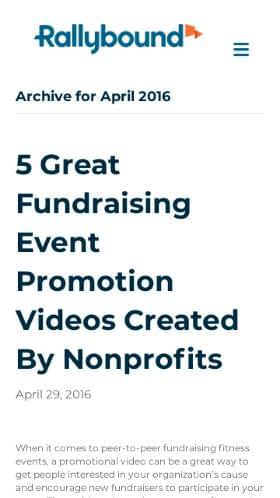 Rallybound
Archive for April 2016
5 Great
Fundraising
Event
Promotion
Videos Created
By Nonprofits
April 29, 2016
When it comes to peer-to-peer fundraising fitness
events, a promotional video can be a great way to
get people interested in your organization's cause
and encourage new fundraisers to participate in your